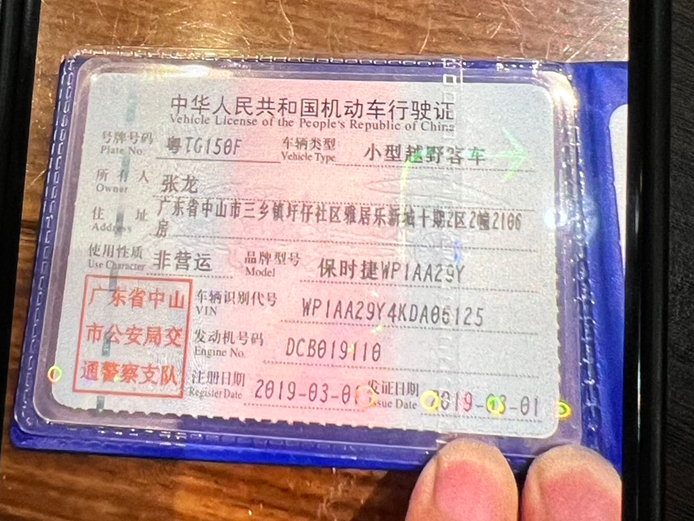 中华人民共和国机动车行驶证
Vehicle License of the People's Republic of China
号牌号码 粤TG150F 车辆类型 小型越野客车
Plate No. Vehicle Type
所有人 张龙
Owner
住址 广东省中山市三乡镇圩仔社区雅居乐新城十期2区2幢2106
Address 房
使用性质 非营运 品牌型号 保时捷WP1AA29Y
Use Character Model
广东省中山
市公安局交
通警察支队
车辆识别代号 WP1AA29Y4KDA06125
VIN
发动机号码 DCB019110
Engine No.
注册日期 2019-03-01 发证日期 2019-03-01
Register Date Issue Date